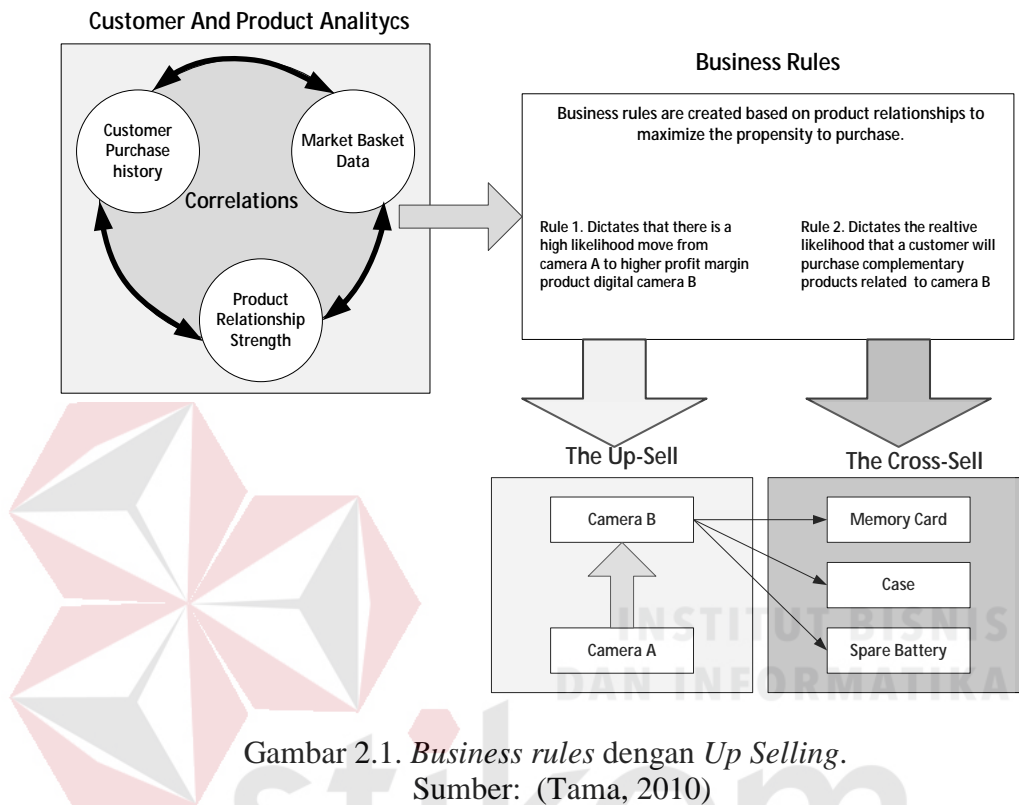 Customer And Product Analitycs
Customer
Purchase
history
Market Basket
Data
Correlations
Product
Relationship
Strength
Business Rules
Business rules are created based on product relationships to
maximize the propensity to purchase.
Rule 1. Dictates that there is a
high likelihood move from
camera A to higher profit margin
product digital camera B
Rule 2. Dictates the realtive
likelihood that a customer will
purchase complementary
products related to camera B
The Up-Sell
Camera B
Camera A
The Cross-Sell
Memory Card
Case
Spare Battery
INSTITUT BISNIS
DAN INFORMATIKA
stikom
Gambar 2.1. Business rules dengan Up Selling.
Sumber: (Tama, 2010)